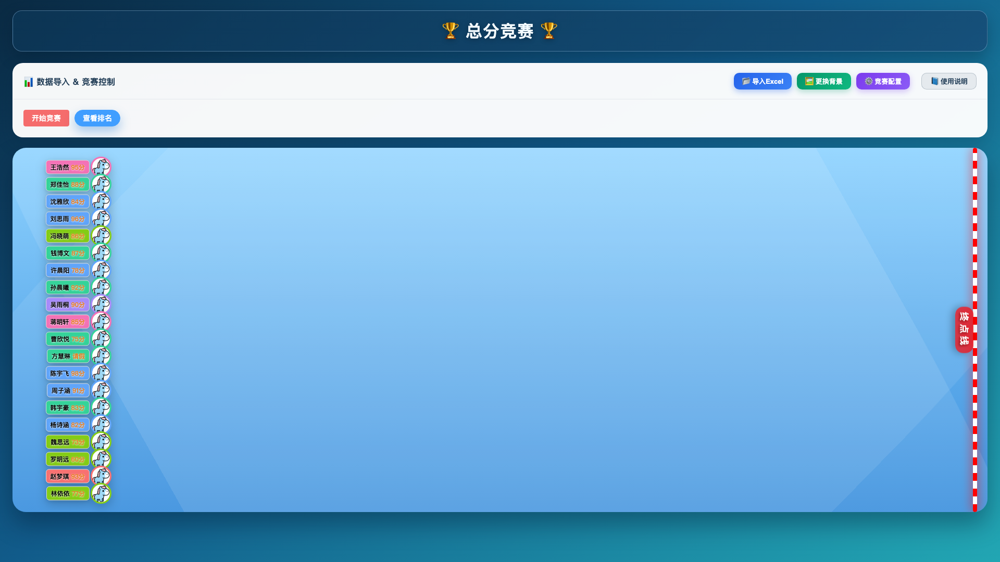 🏆 总分竞赛 🏆
📊 数据导入 & 竞赛控制
📂 导入Excel
🖼️ 更换背景
⚙️ 竞赛配置
📘 使用说明
开始竞赛
查看排名
王浩然 95分
郑佳怡 88分
沈雅欣 84分
刘思雨 96分
冯晓萌 86分
钱博文 87分
许晨阳 78分
孙晨曦 92分
吴雨桐 90分
蒋明轩 85分
曹欣悦 75分
方慧琳 请假
陈宇飞 98分
周子涵 91分
韩宇豪 83分
杨诗涵 82分
魏思远 73分
罗明远 60分
赵梦琪 93分
林依依 77分
终点线